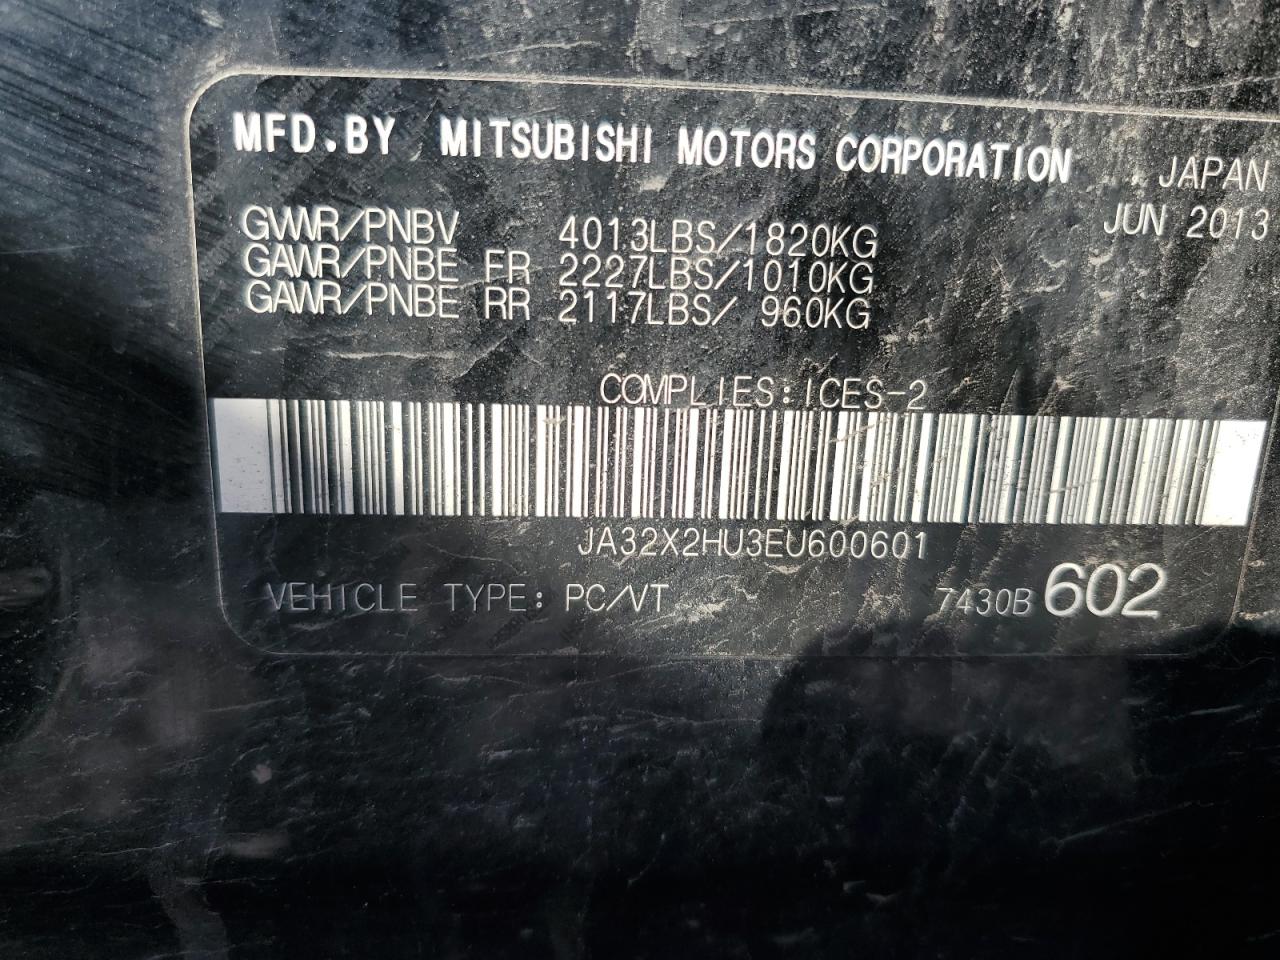 MFD.BY MITSUBISHI MOTORS CORPORATION JAPAN
JUN 2013
GVWR/PNBV 4013LBS/1820KG
GAWR/PNBE FR 2227LBS/1010KG
GAWR/PNBE RR 2117LBS/ 960KG
COMPLIES:ICES-2
JA32X2HU3EU600601
VEHICLE TYPE: PC/VT 7430B 602